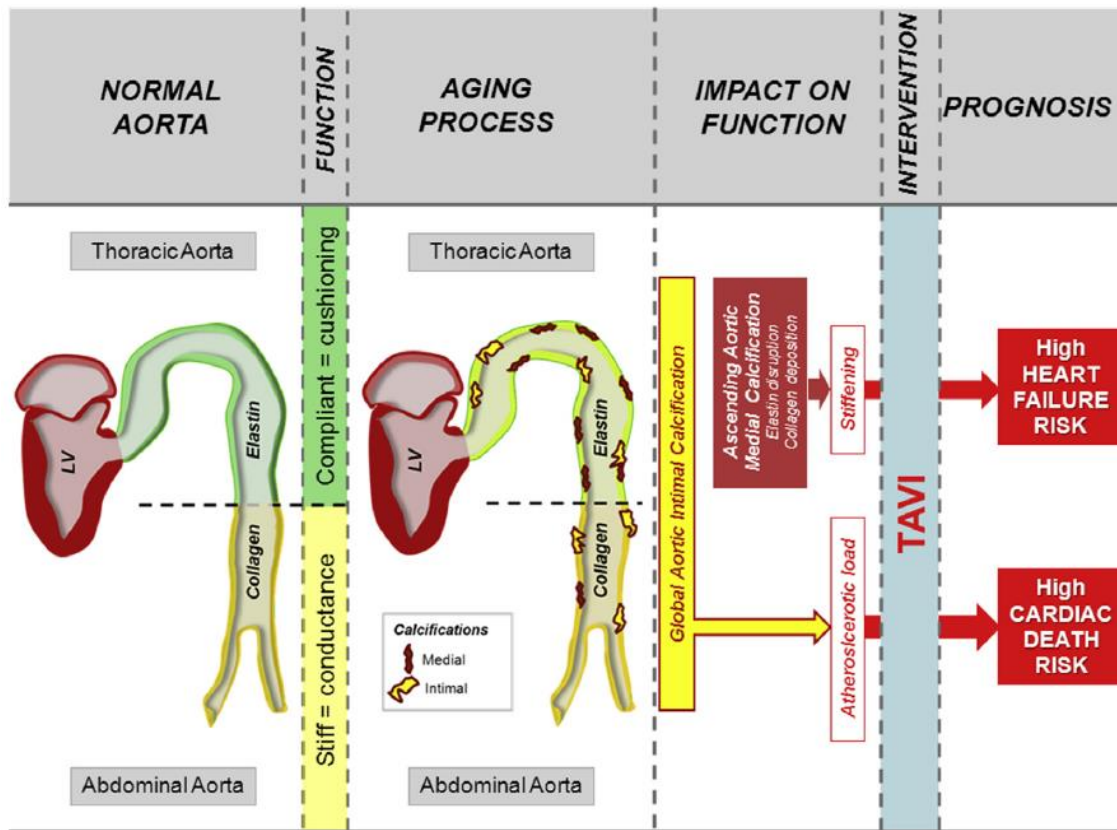 NORMAL
AORTA
FUNCTION
AGING
PROCESS
IMPACT ON
FUNCTION
INTERVENTION
PROGNOSIS
Thoracic Aorta
LV
Elastin
Collagen
Abdominal Aorta
Compliant = cushioning
Stiff = conductance
Thoracic Aorta
LV
Elastin
Collagen
Calcifications
Medial
Intimal
Abdominal Aorta
Global Aortic Intimal Calcification
Ascending Aortic
Medial Calcification
Elastin disruption
Collagen deposition
Stiffening
Atheroslcerotic load
TAVI
High
HEART
FAILURE
RISK
High
CARDIAC
DEATH
RISK